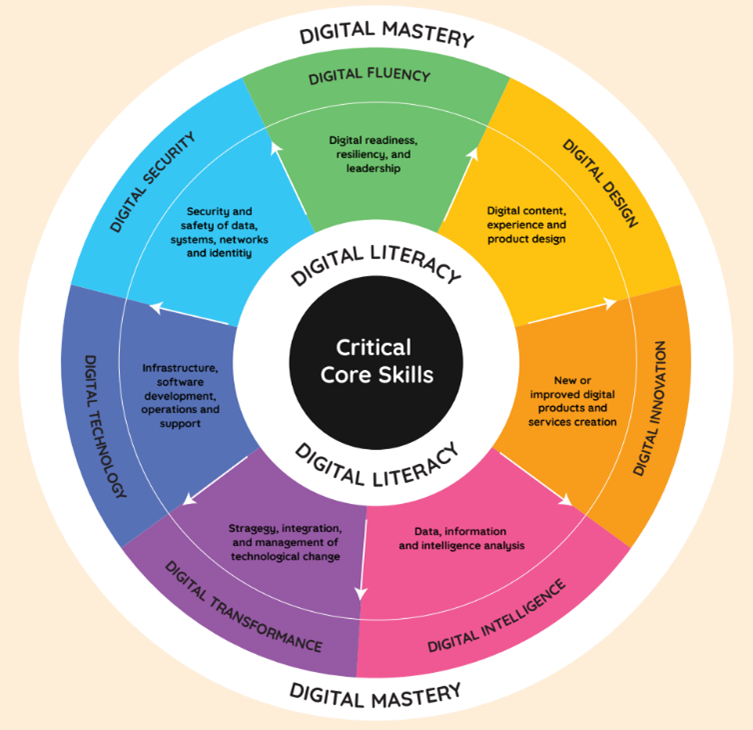 DIGITAL MASTERY
DIGITAL FLUENCY
Digital readiness,
resiliency, and
leadership
DIGITAL DESIGN
Digital content,
experience and
product design
DIGITAL INNOVATION
New or
improved digital
products and
services creation
DIGITAL INTELLIGENCE
Data, information
and intelligence analysis
DIGITAL TRANSFORMANCE
Stragegy, integration,
and management of
technological change
DIGITAL TECHNOLOGY
Infrastructure,
software
development,
operations and
support
DIGITAL SECURITY
Security and
safety of data,
systems, networks
and identitiy
DIGITAL LITERACY
Critical
Core Skills
DIGITAL LITERACY
DIGITAL MASTERY